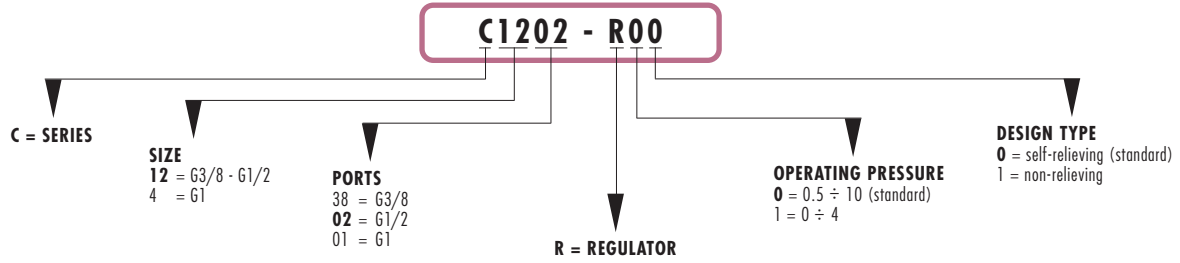 C1202 - R00
C = SERIES
SIZE
12 = G3/8 - G1/2
4 = G1
PORTS
38 = G3/8
02 = G1/2
01 = G1
R = REGULATOR
OPERATING PRESSURE
0 = 0.5 ÷ 10 (standard)
1 = 0 ÷ 4
DESIGN TYPE
0 = self-relieving (standard)
1 = non-relieving